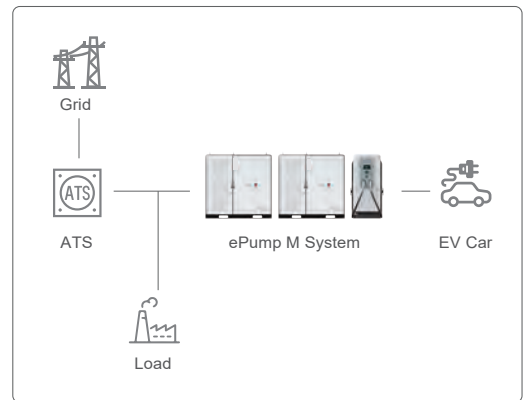 Grid
ATS
ATS
ePump M System
EV Car
Load